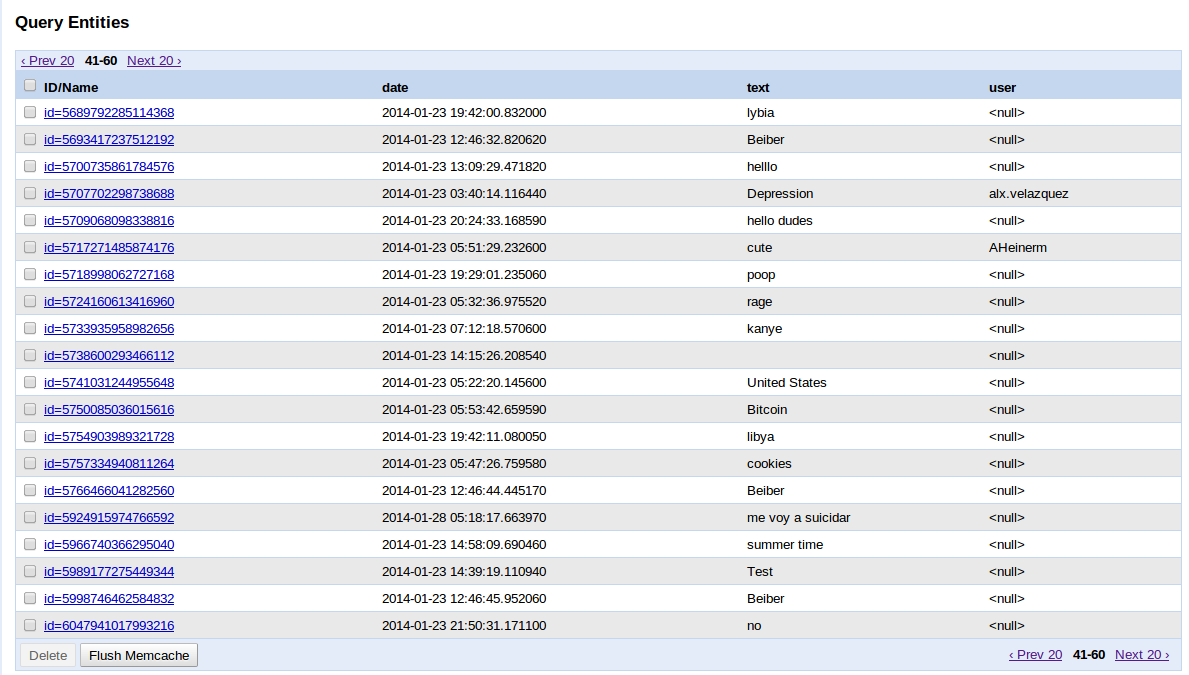 Query Entities
‹ Prev 20 41-60 Next 20 ›
ID/Name date text user
id=5689792285114368 2014-01-23 19:42:00.832000 lybia <null>
id=5693417237512192 2014-01-23 12:46:32.820620 Beiber <null>
id=5700735861784576 2014-01-23 13:09:29.471820 helllo <null>
id=5707702298738688 2014-01-23 03:40:14.116440 Depression alx.velazquez
id=5709068098338816 2014-01-23 20:24:33.168590 hello dudes <null>
id=5717271485874176 2014-01-23 05:51:29.232600 cute AHeinerm
id=5718998062727168 2014-01-23 19:29:01.235060 poop <null>
id=5724160613416960 2014-01-23 05:32:36.975520 rage <null>
id=5733935958982656 2014-01-23 07:12:18.570600 kanye <null>
id=5738600293466112 2014-01-23 14:15:26.208540 <null>
id=5741031244955648 2014-01-23 05:22:20.145600 United States <null>
id=5750085036015616 2014-01-23 05:53:42.659590 Bitcoin <null>
id=5754903989321728 2014-01-23 19:42:11.080050 libya <null>
id=5757334940811264 2014-01-23 05:47:26.759580 cookies <null>
id=5766466041282560 2014-01-23 12:46:44.445170 Beiber <null>
id=5924915974766592 2014-01-28 05:18:17.663970 me voy a suicidar <null>
id=5966740366295040 2014-01-23 14:58:09.690460 summer time <null>
id=5989177275449344 2014-01-23 14:39:19.110940 Test <null>
id=5998746462584832 2014-01-23 12:46:45.952060 Beiber <null>
id=6047941017993216 2014-01-23 21:50:31.171100 no <null>
Delete Flush Memcache ‹ Prev 20 41-60 Next 20 ›